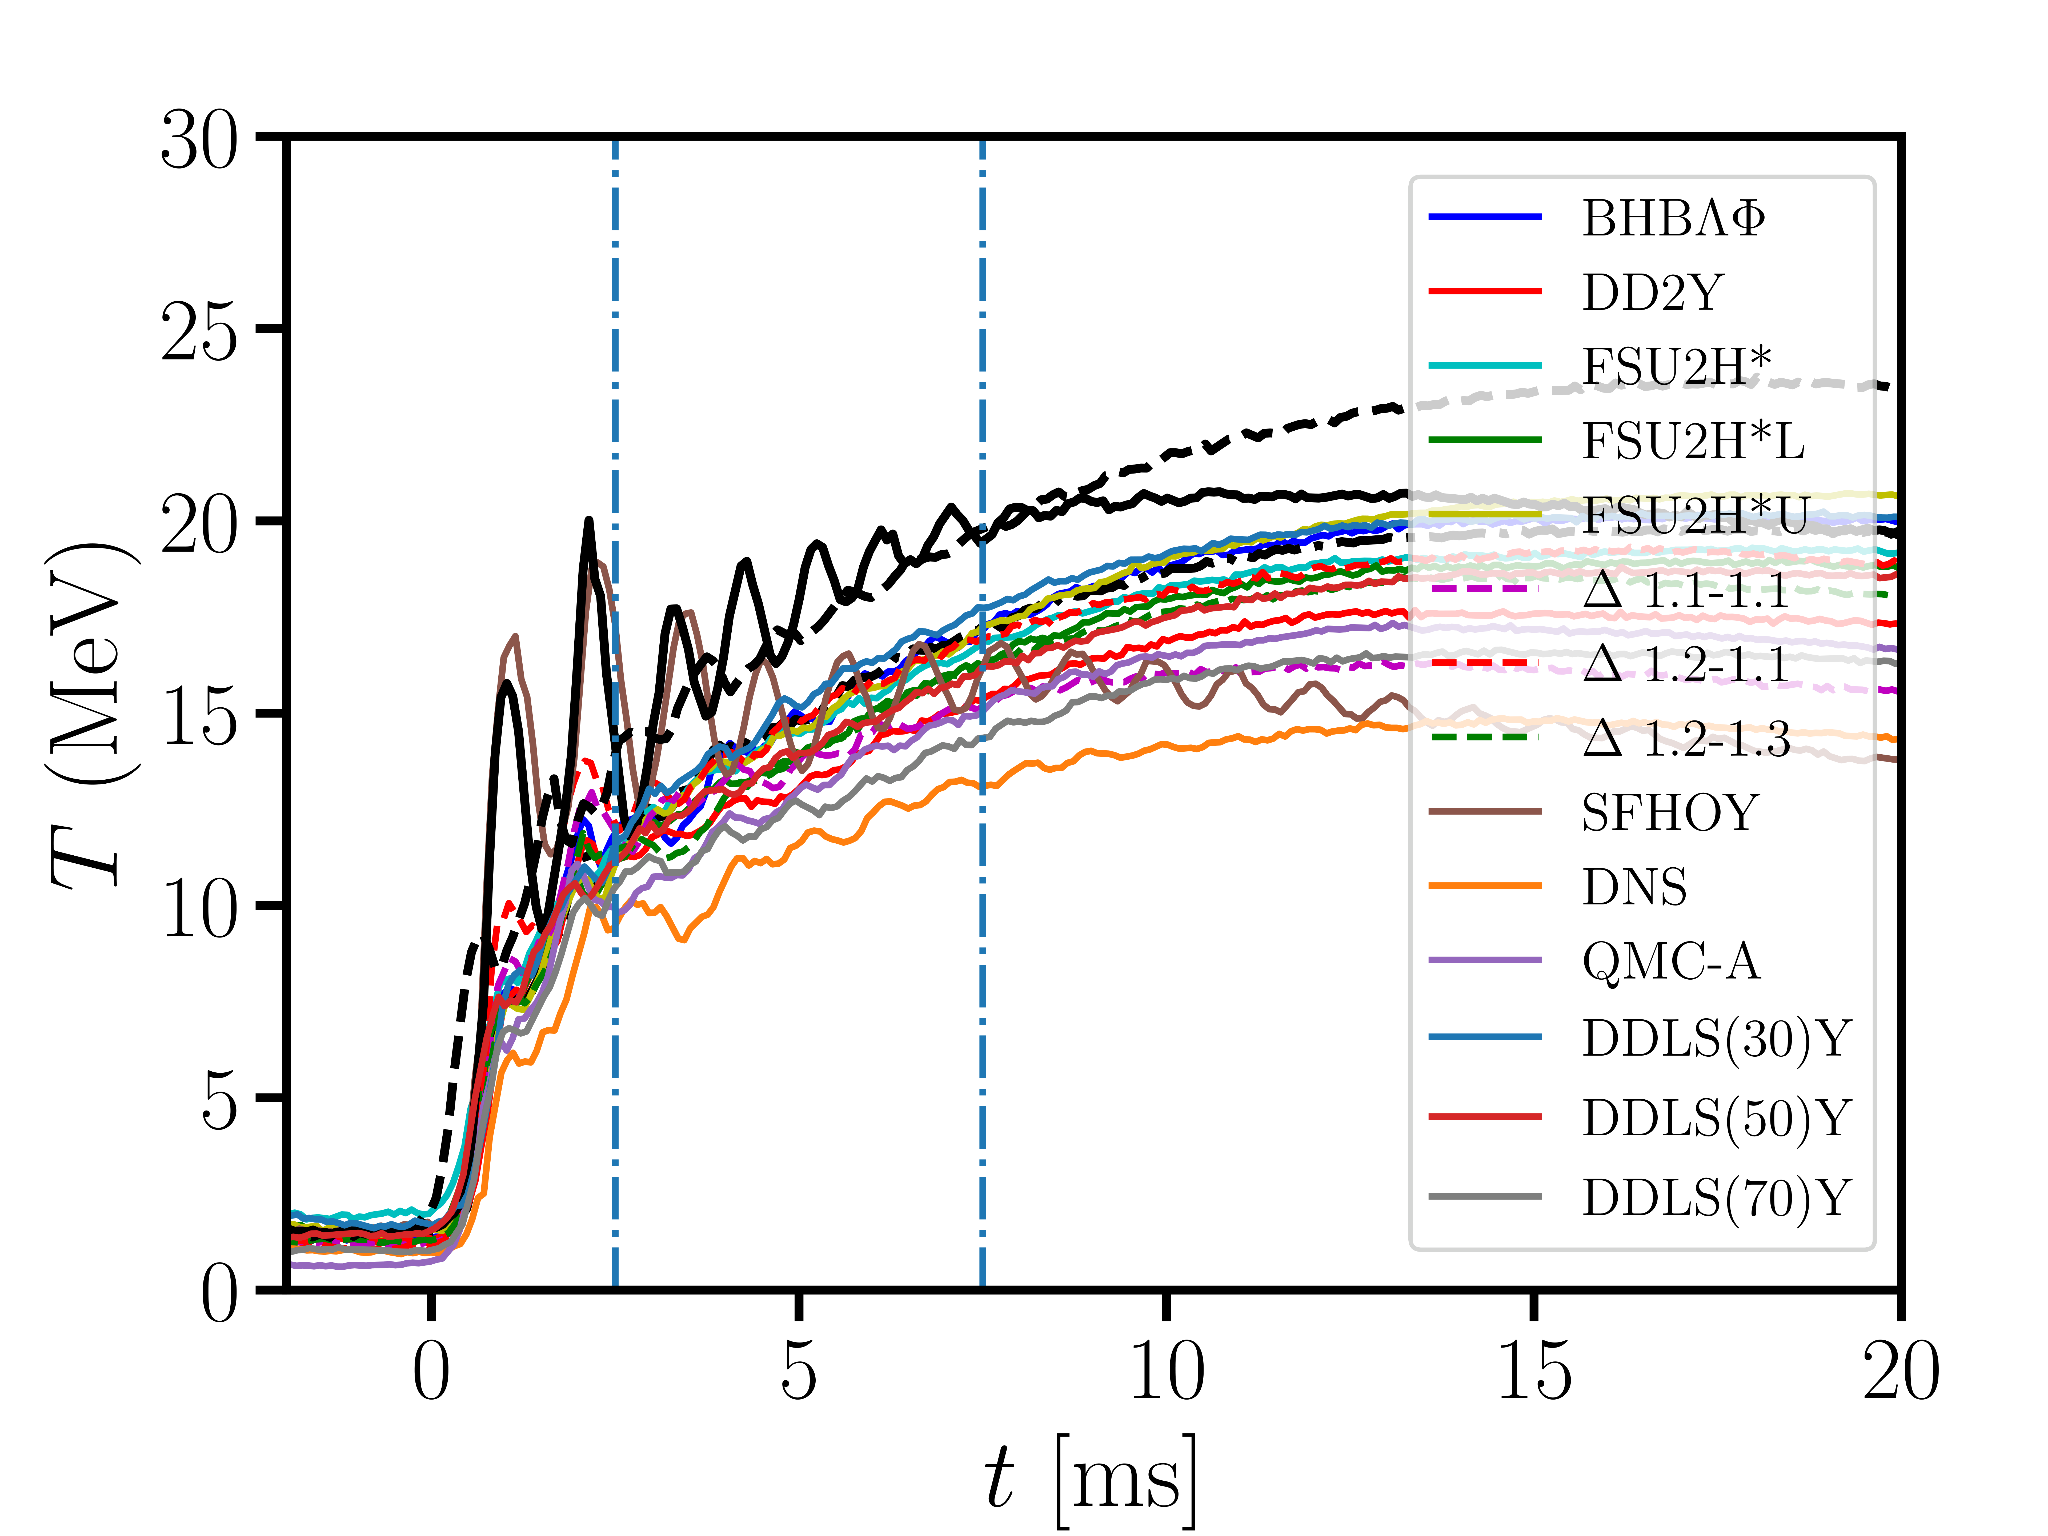 30
25
20
15
10
5
0
T (MeV)
0
5
10
15
20
t [ms]
BHBΛΦ
DD2Y
FSU2H*
FSU2H*L
FSU2H*U
Δ 1.1-1.1
Δ 1.2-1.1
Δ 1.2-1.3
SFHOY
DNS
QMC-A
DDLS(30)Y
DDLS(50)Y
DDLS(70)Y